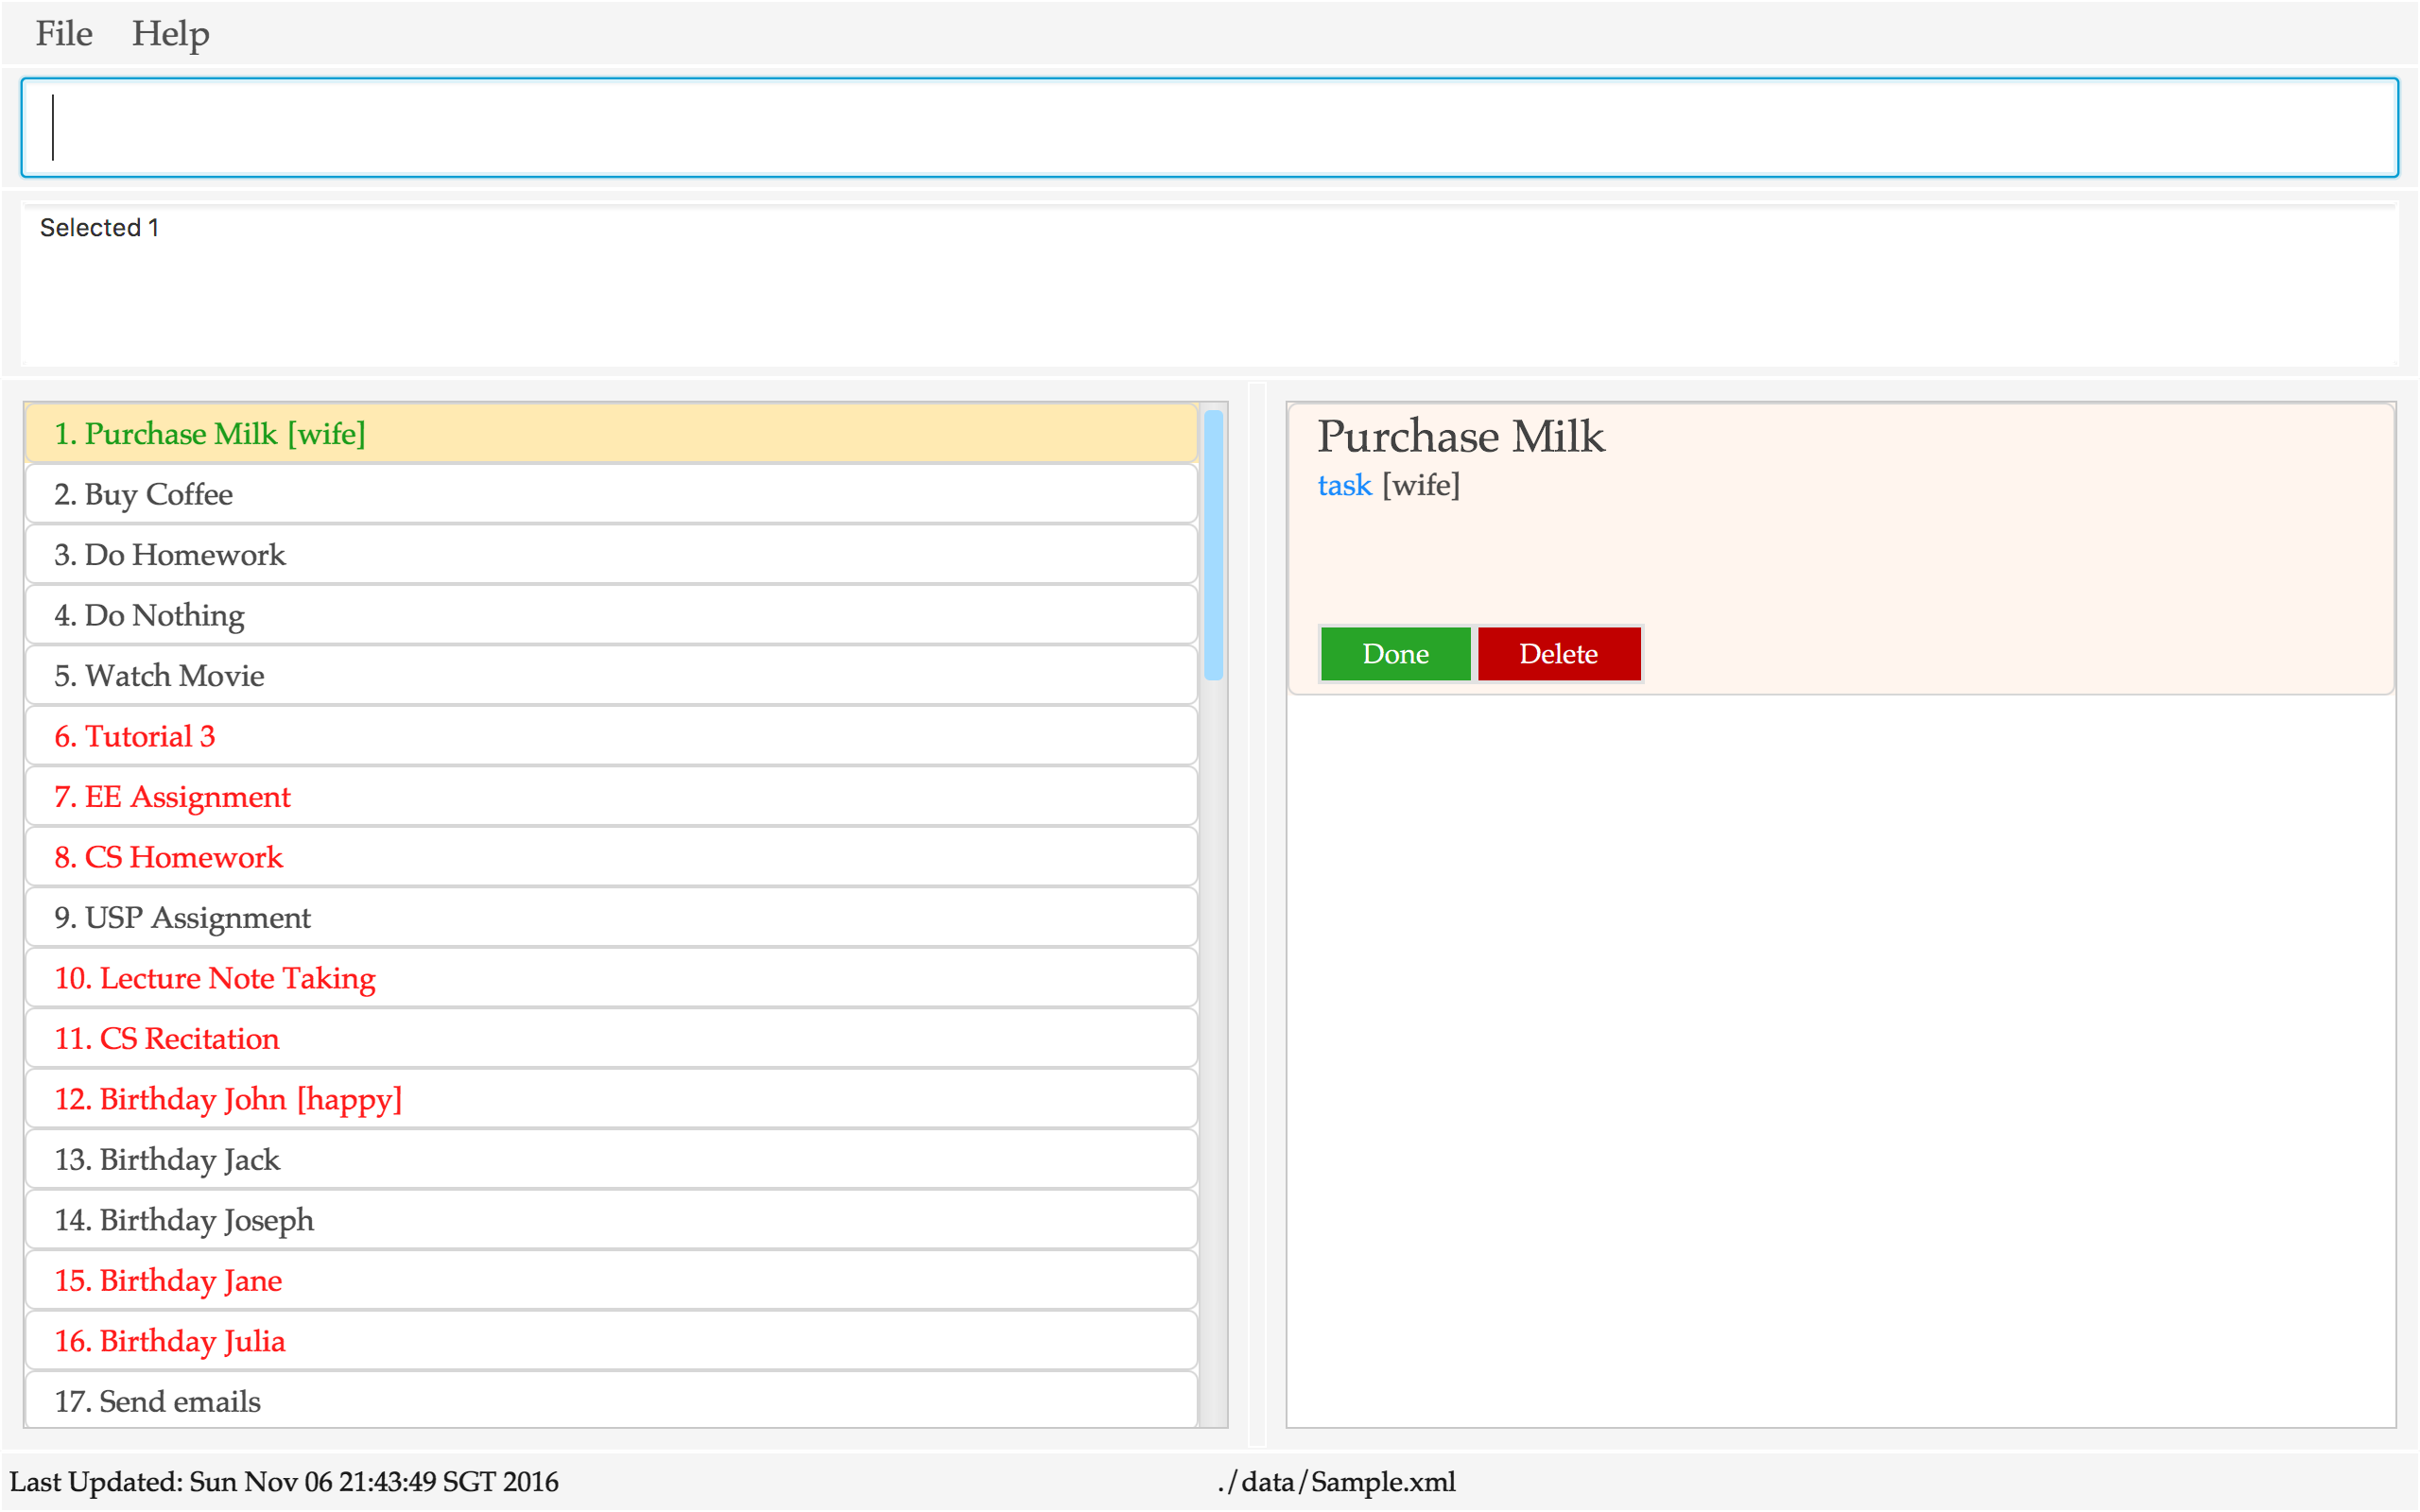 File Help
Selected 1
1. Purchase Milk [wife]
2. Buy Coffee
3. Do Homework
4. Do Nothing
5. Watch Movie
6. Tutorial 3
7. EE Assignment
8. CS Homework
9. USP Assignment
10. Lecture Note Taking
11. CS Recitation
12. Birthday John [happy]
13. Birthday Jack
14. Birthday Joseph
15. Birthday Jane
16. Birthday Julia
17. Send emails
Purchase Milk
task [wife]
Done Delete
Last Updated: Sun Nov 06 21:43:49 SGT 2016
./data/Sample.xml